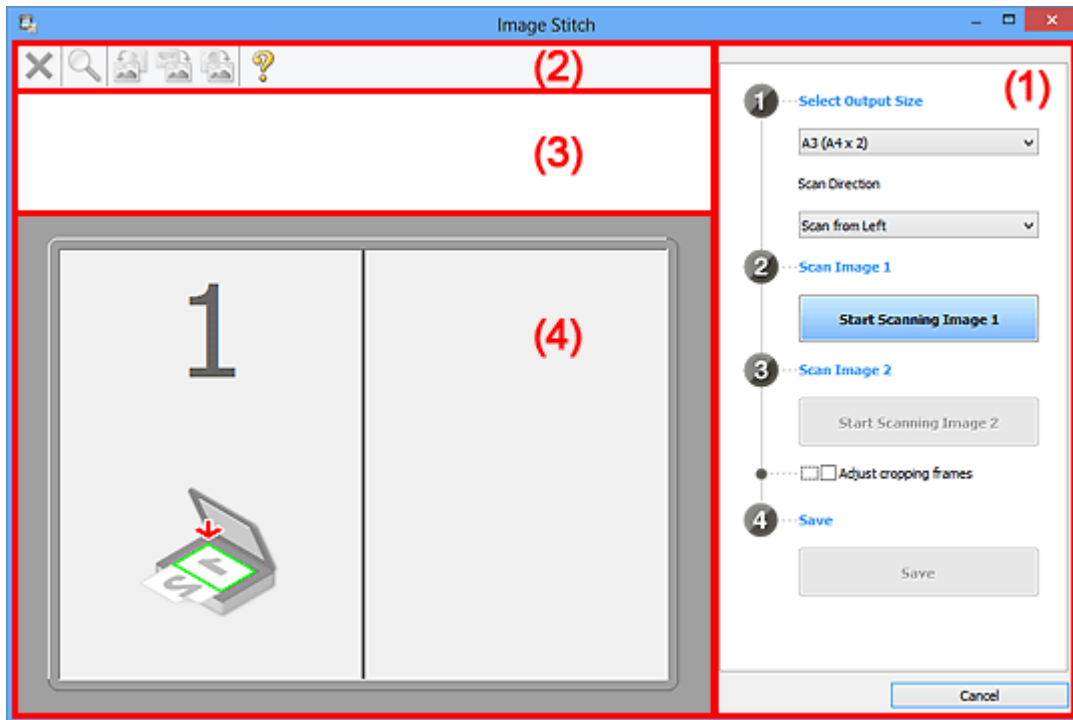 Image Stitch
(2)
(3)
1
(4)
(1)
1 Select Output Size
A3 (A4 x 2)
Scan Direction
Scan from Left
2 Scan Image 1
Start Scanning Image 1
3 Scan Image 2
Start Scanning Image 2
Adjust cropping frames
4 Save
Save
Cancel